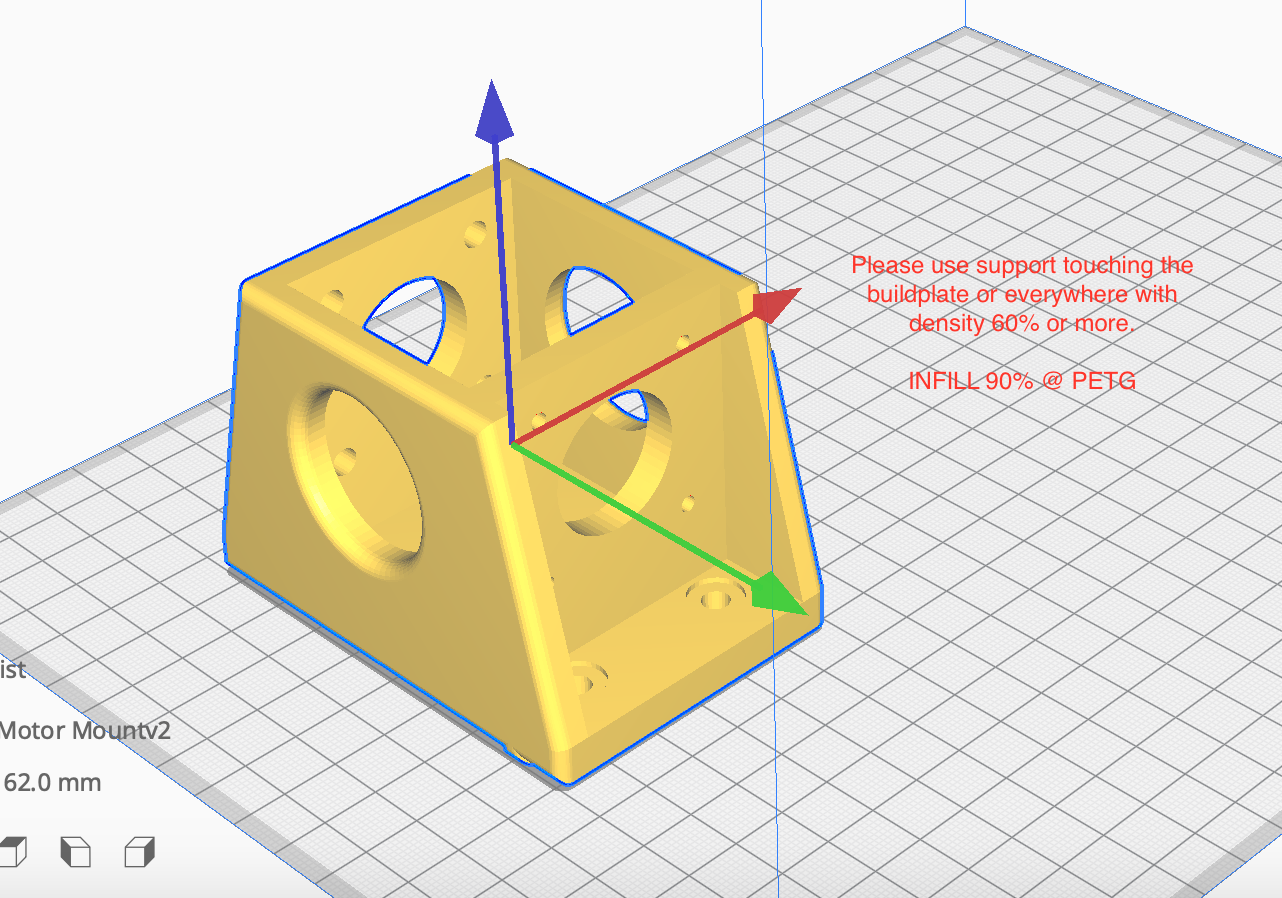 Please use support touching the
buildplate or everywhere with
density 60% or more.
INFILL 90% @ PETG
ist
Motor Mountv2
62.0 mm